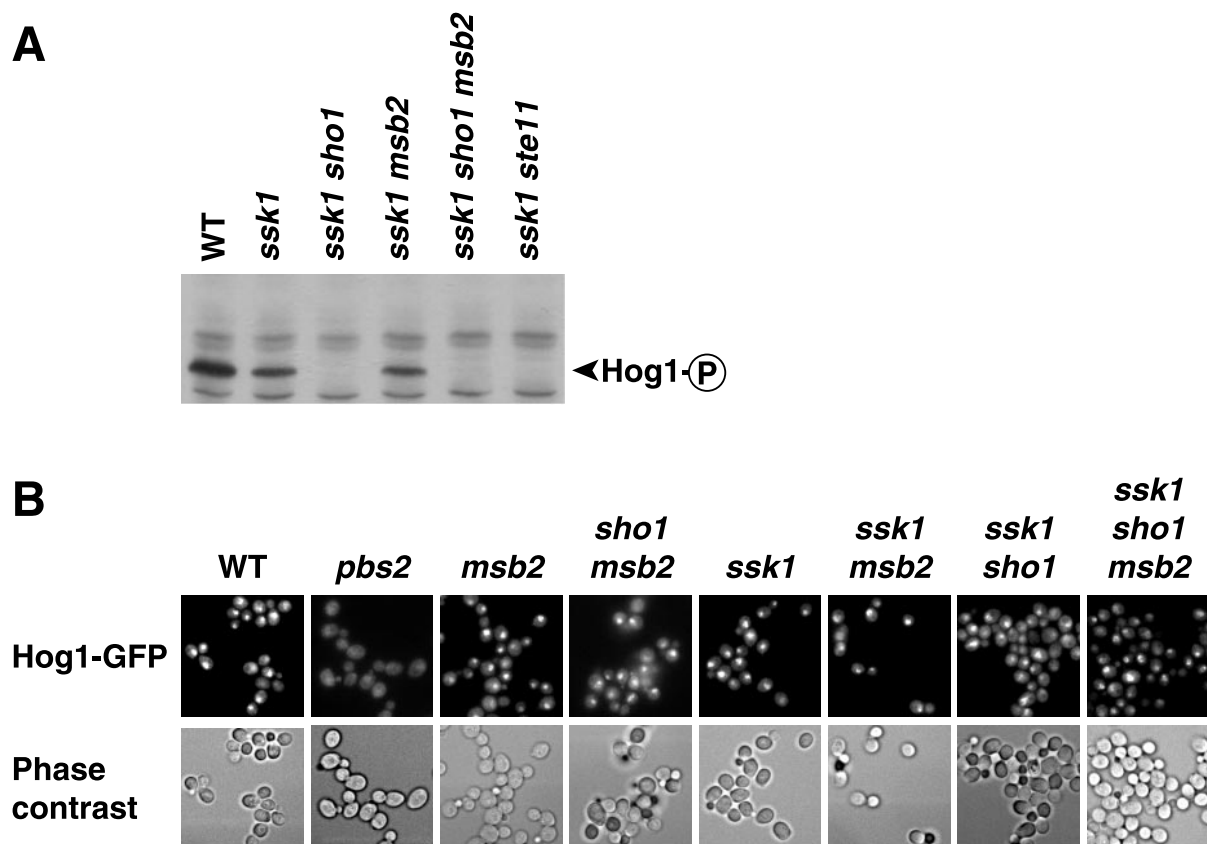 A
WT
ssk1
ssk1 sho1
ssk1 msb2
ssk1 sho1 msb2
ssk1 ste11
Hog1-P
B
WT
pbs2
msb2
sho1
msb2
ssk1
ssk1
msb2
ssk1
sho1
ssk1
sho1
msb2
Hog1-GFP
Phase
contrast